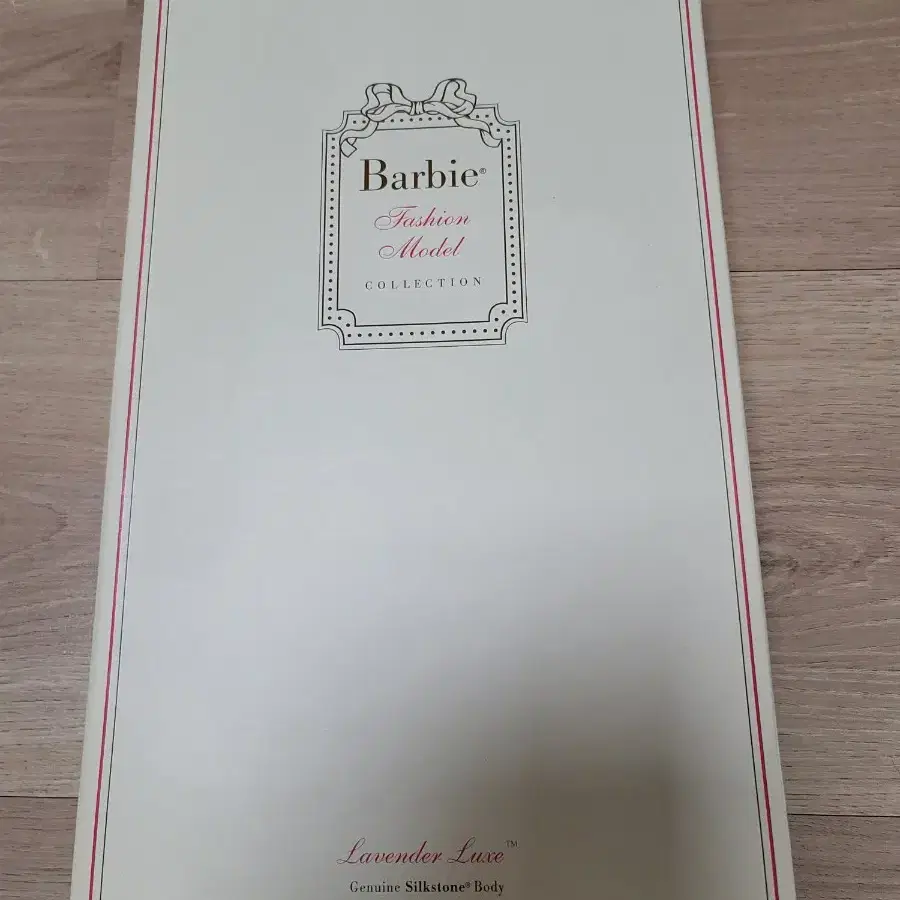 Barbie®
Fashion
Model
COLLECTION
Lavender Luxe™
Genuine Silkstone® Body